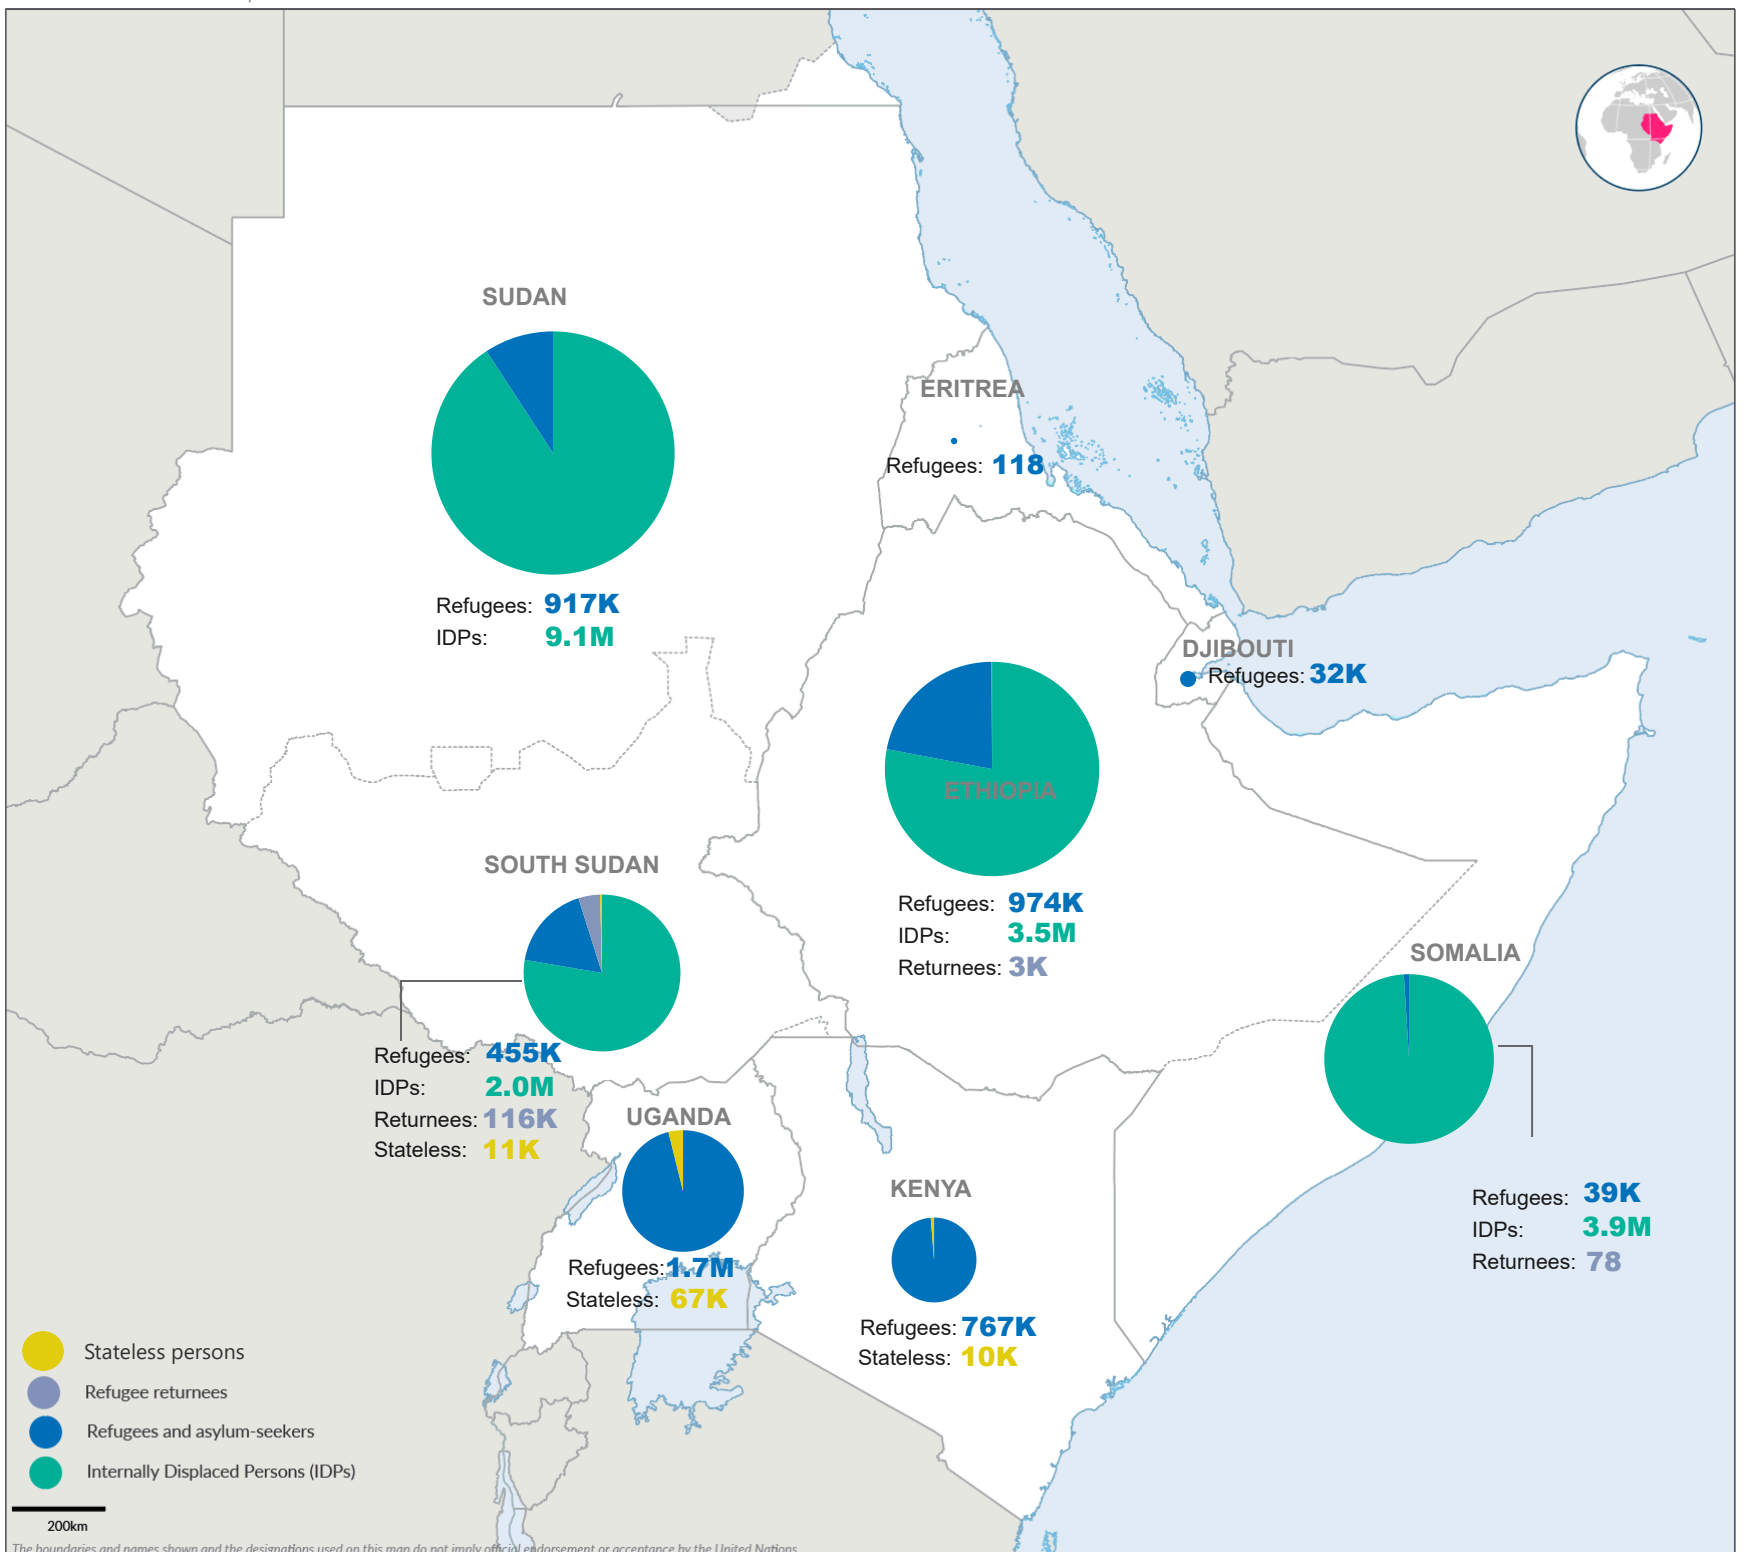 SUDAN
Refugees: 917K
IDPs: 9.1M
ERITREA
Refugees: 118
DJIBOUTI
Refugees: 32K
ETHIOPIA
Refugees: 974K
IDPs: 3.5M
Returnees: 3K
SOUTH SUDAN
Refugees: 455K
IDPs: 2.0M
Returnees: 116K
Stateless: 11K
SOMALIA
Refugees: 39K
IDPs: 3.9M
Returnees: 78
UGANDA
Refugees: 1.7M
Stateless: 67K
KENYA
Refugees: 767K
Stateless: 10K
Stateless persons
Refugee returnees
Refugees and asylum-seekers
Internally Displaced Persons (IDPs)
200km
The boundaries and names shown and the designations used on this map do not imply official endorsement or acceptance by the United Nations